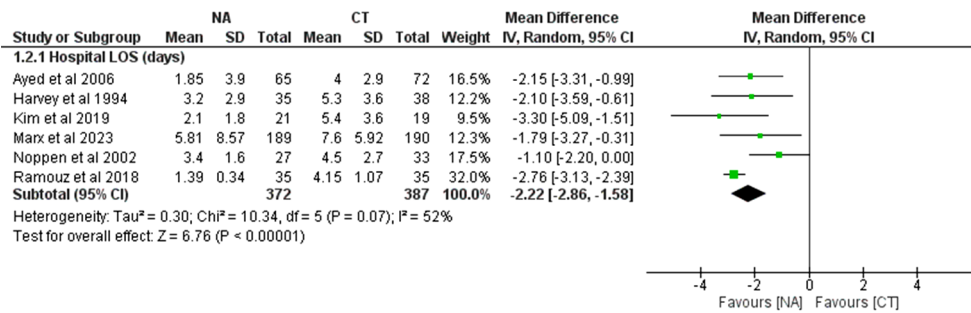 NA CT Mean Difference Mean Difference
Study or Subgroup Mean SD Total Mean SD Total Weight IV, Random, 95% CI IV, Random, 95% CI
1.2.1 Hospital LOS (days)
Ayed et al 2006 1.85 3.9 65 4 2.9 72 16.5% -2.15 [-3.31, -0.99]
Harvey et al 1994 3.2 2.9 35 5.3 3.6 38 12.2% -2.10 [-3.59, -0.61]
Kim et al 2019 2.1 1.8 21 5.4 3.6 19 9.5% -3.30 [-5.09, -1.51]
Marx et al 2023 5.81 8.57 189 7.6 5.92 190 12.3% -1.79 [-3.27, -0.31]
Noppen et al 2002 3.4 1.6 27 4.5 2.7 33 17.5% -1.10 [-2.20, 0.00]
Ramouz et al 2018 1.39 0.34 35 4.15 1.07 35 32.0% -2.76 [-3.13, -2.39]
Subtotal (95% CI) 372 387 100.0% -2.22 [-2.86, -1.58]
Heterogeneity: Tau² = 0.30; Chi² = 10.34, df = 5 (P = 0.07); I² = 52%
Test for overall effect: Z = 6.76 (P < 0.00001)
-4 -2 0 2 4
Favours [NA] Favours [CT]